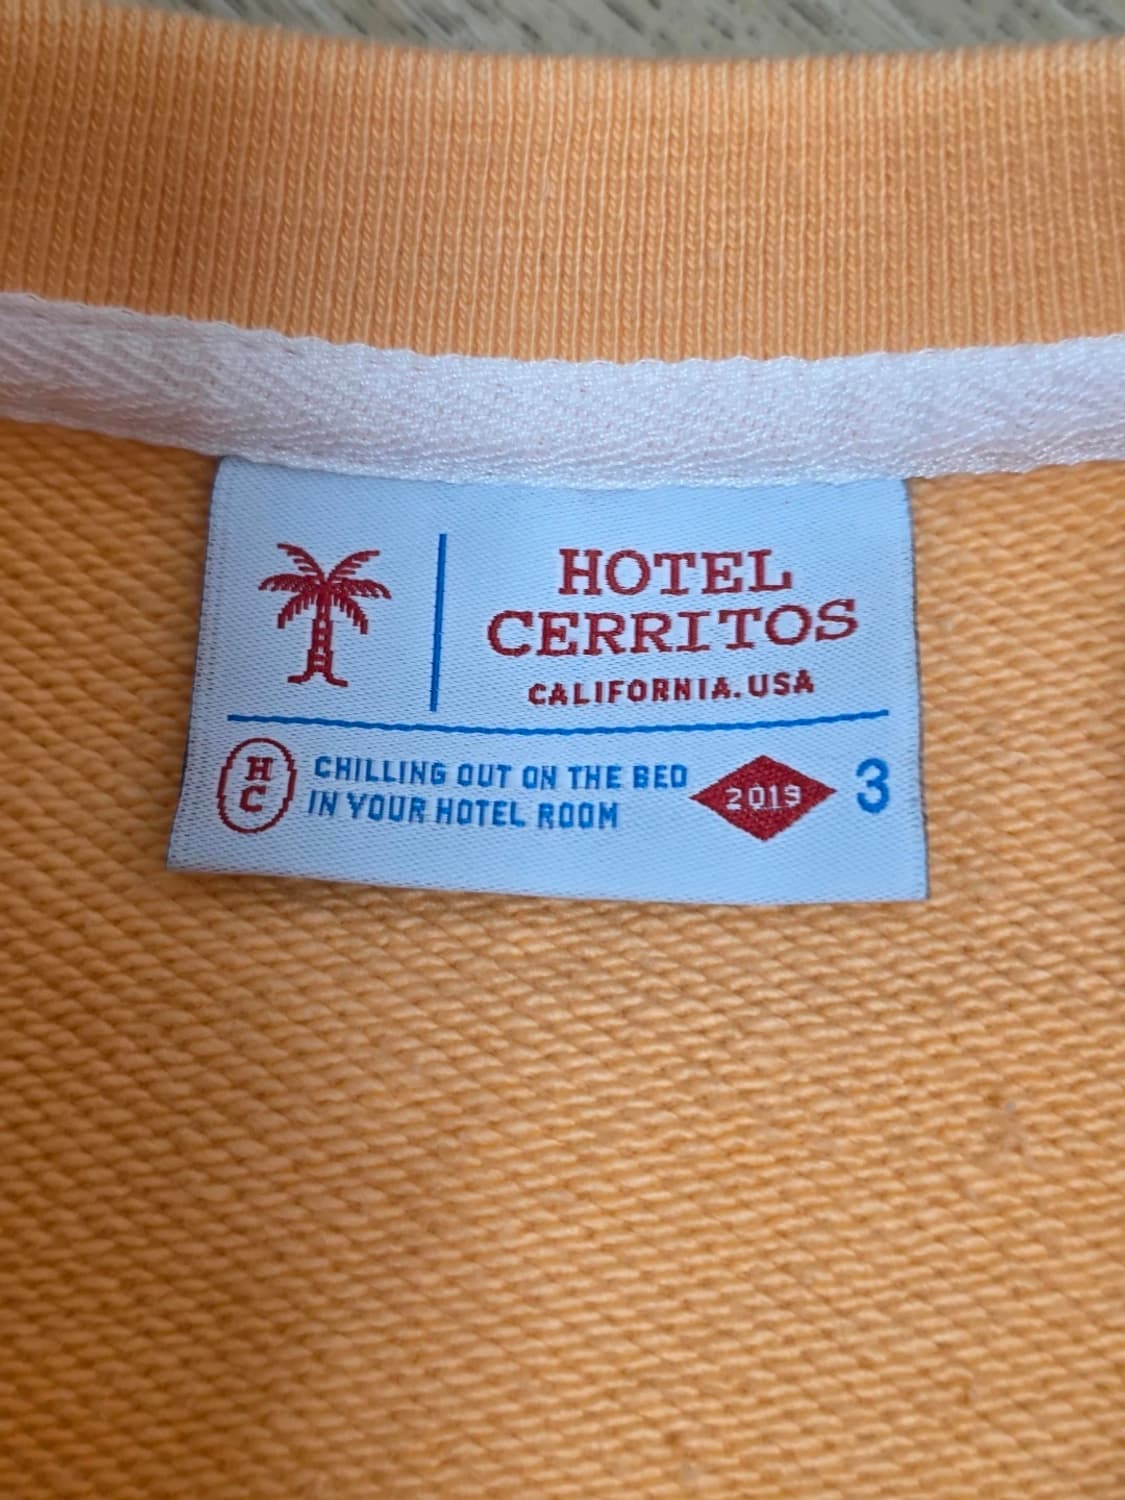 HOTEL
CERRITOS
CALIFORNIA.USA
H
C
CHILLING OUT ON THE BED
IN YOUR HOTEL ROOM
2019
3